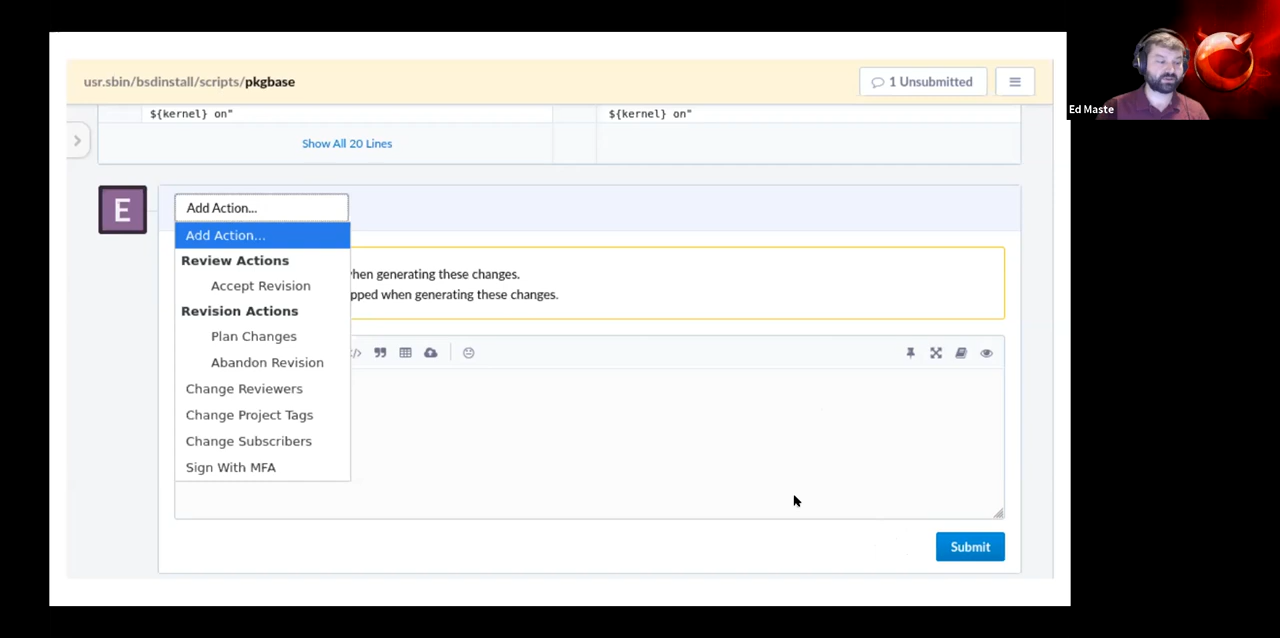 usr.sbin/bsdinstall/scripts/pkgbase
1 Unsubmitted
${kernel} on"
${kernel} on"
Show All 20 Lines
E
Add Action...
Add Action...
Review Actions
when generating these changes.
Accept Revision
pped when generating these changes.
Revision Actions
Plan Changes
Abandon Revision
Change Reviewers
Change Project Tags
Change Subscribers
Sign With MFA
Submit
Ed Maste